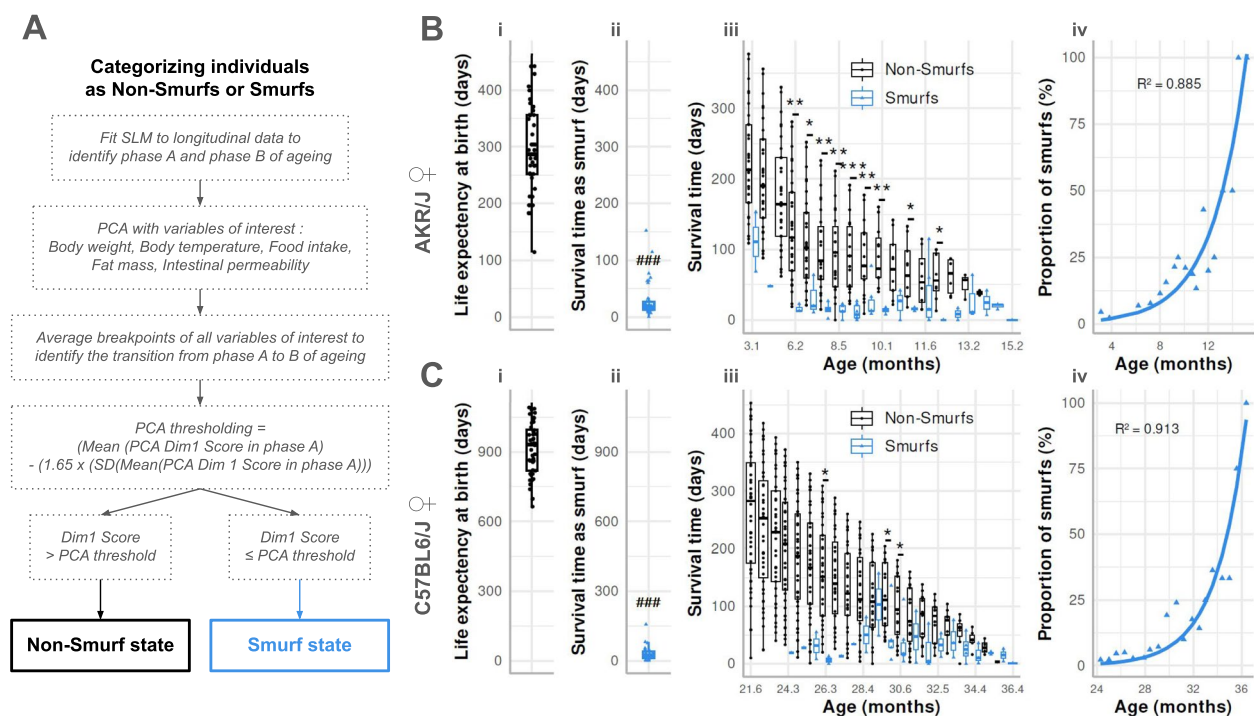 A
Categorizing individuals
as Non-Smurfs or Smurfs
Fit SLM to longitudinal data to
identify phase A and phase B of ageing
PCA with variables of interest :
Body weight, Body temperature, Food intake,
Fat mass, Intestinal permeability
Average breakpoints of all variables of interest to
identify the transition from phase A to B of ageing
PCA thresholding =
(Mean (PCA Dim1 Score in phase A)
- (1.65 x (SD(Mean(PCA Dim 1 Score in phase A)))
Dim1 Score
> PCA threshold
Dim1 Score
≤ PCA threshold
Non-Smurf state
Smurf state
B
AKR/J ♀
i
Life expectency at birth (days)
400
300
200
100
0
ii
Survival time as smurf (days)
400
300
200
100
0
###
iii
Survival time (days)
300
200
100
0
Non-Smurfs
Smurfs
**
*
**
**
***
**
**
*
*
3.1
6.2
8.5
10.1
11.6
13.2
15.2
Age (months)
iv
Proportion of smurfs (%)
100
75
50
25
0
R² = 0.885
4
8
12
Age (months)
C
C57BL6/J ♀
i
Life expectency at birth (days)
900
600
300
0
ii
Survival time as smurf (days)
900
600
300
0
###
iii
Survival time (days)
400
300
200
100
0
Non-Smurfs
Smurfs
*
*
*
21.6
24.3
26.3
28.4
30.6
32.5
34.4
36.4
Age (months)
iv
Proportion of smurfs (%)
100
75
50
25
0
R² = 0.913
24
28
32
36
Age (months)